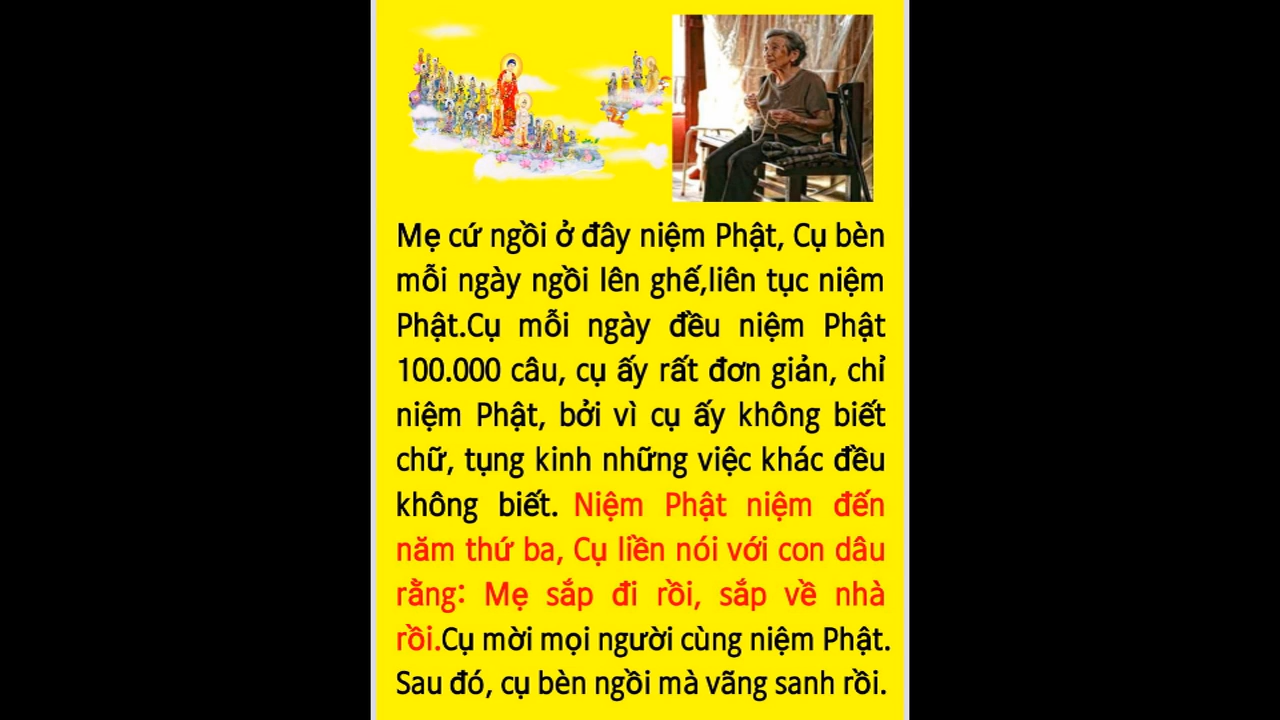 Mẹ cứ ngồi ở đây niệm Phật, Cụ bèn
mỗi ngày ngồi lên ghế,liên tục niệm
Phật.Cụ mỗi ngày đều niệm Phật
100.000 câu, cụ ấy rất đơn giản, chỉ
niệm Phật, bởi vì cụ ấy không biết
chữ, tụng kinh những việc khác đều
không biết. Niệm Phật niệm đến
năm thứ ba, Cụ liền nói với con dâu
rằng: Mẹ sắp đi rồi, sắp về nhà
rồi.Cụ mời mọi người cùng niệm Phật.
Sau đó, cụ bèn ngồi mà vãng sanh rồi.